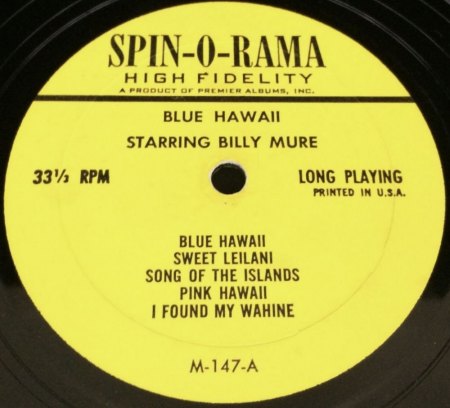 SPIN-O-RAMA
HIGH FIDELITY
A PRODUCT OF PREMIER ALBUMS, INC.
BLUE HAWAII
STARRING BILLY MURE
33⅓ RPM
LONG PLAYING
PRINTED IN U.S.A.
BLUE HAWAII
SWEET LEILANI
SONG OF THE ISLANDS
PINK HAWAII
I FOUND MY WAHINE
M-147-A